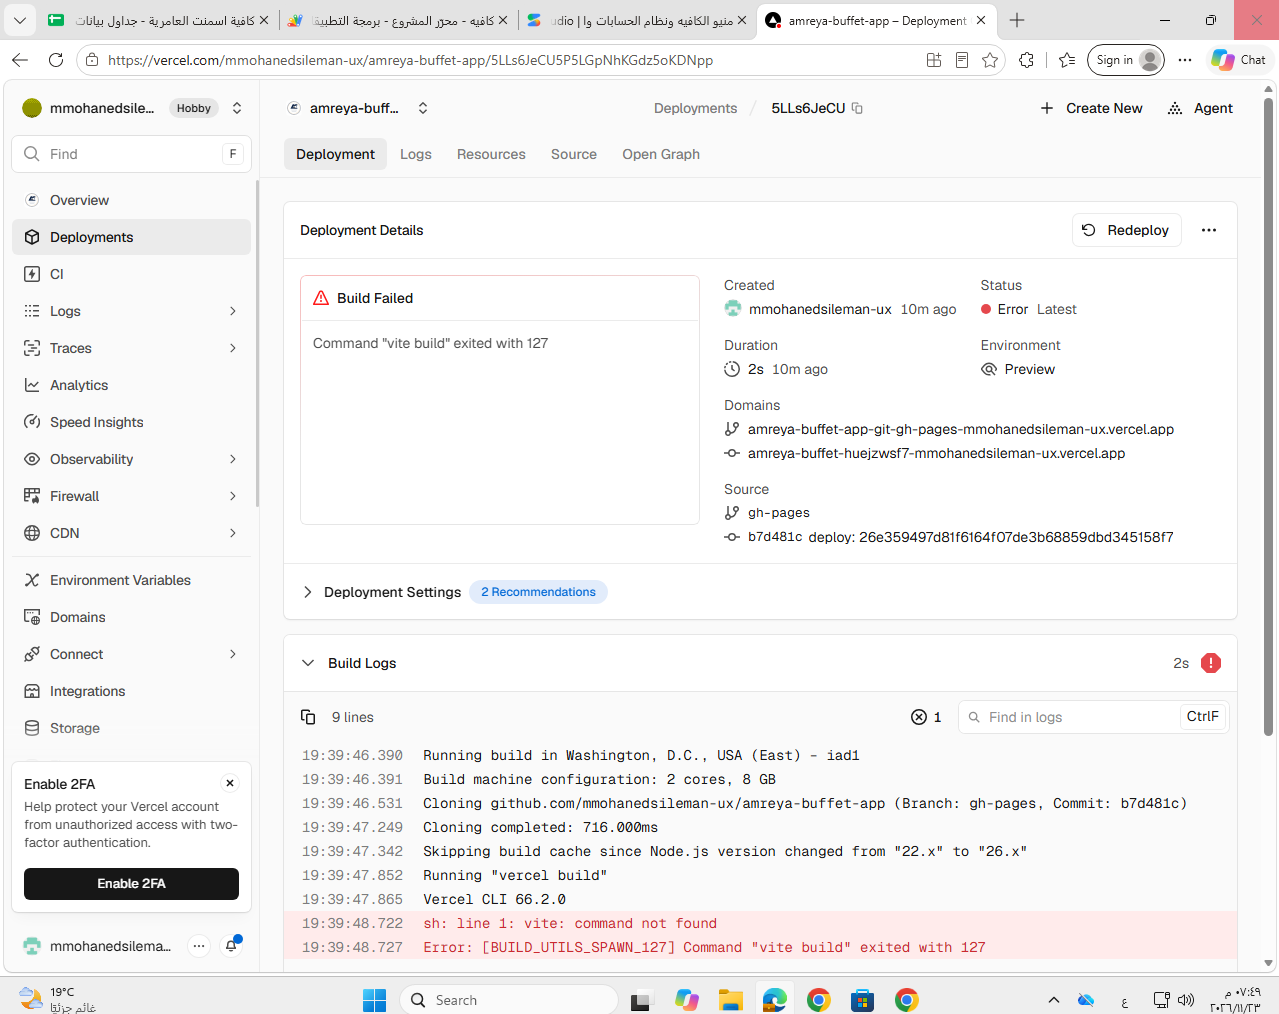 كافية اسمنت العامرية - جداول بيانات
كافيه - محرّر المشروع - برمجة التطبيقا
منيو الكافيه ونظام الحسابات وا | udio
amreya-buffet-app – Deployment
https://vercel.com/mmohanedsileman-ux/amreya-buffet-app/5LLs6JeCU5P5LGpNhKGdz5oKDNpp
Sign in
Chat
mmohanedsile...
Hobby
amreya-buff...
Deployments / 5LLs6JeCU
Create New
Agent
Find
F
Deployment
Logs
Resources
Source
Open Graph
Overview
Deployments
CI
Logs
Traces
Analytics
Speed Insights
Observability
Firewall
CDN
Environment Variables
Domains
Connect
Integrations
Storage
Enable 2FA
Help protect your Vercel account
from unauthorized access with two-
factor authentication.
Enable 2FA
mmohanedsilema...
Deployment Details
Redeploy
Build Failed
Command "vite build" exited with 127
Created
mmohanedsileman-ux 10m ago
Status
Error Latest
Duration
2s 10m ago
Environment
Preview
Domains
amreya-buffet-app-git-gh-pages-mmohanedsileman-ux.vercel.app
amreya-buffet-huejzwsf7-mmohanedsileman-ux.vercel.app
Source
gh-pages
b7d481c deploy: 26e359497d81f6164f07de3b68859dbd345158f7
Deployment Settings
2 Recommendations
Build Logs
2s
9 lines
1
Find in logs
CtrlF
19:39:46.390 Running build in Washington, D.C., USA (East) – iad1
19:39:46.391 Build machine configuration: 2 cores, 8 GB
19:39:46.531 Cloning github.com/mmohanedsileman-ux/amreya-buffet-app (Branch: gh-pages, Commit: b7d481c)
19:39:47.249 Cloning completed: 716.000ms
19:39:47.342 Skipping build cache since Node.js version changed from "22.x" to "26.x"
19:39:47.852 Running "vercel build"
19:39:47.865 Vercel CLI 66.2.0
19:39:48.722 sh: line 1: vite: command not found
19:39:48.727 Error: [BUILD_UTILS_SPAWN_127] Command "vite build" exited with 127
19°C
غائم جزئيًا
Search
ع
٠٧:٤٩ م
٢٠٢٦/١١/٢٣